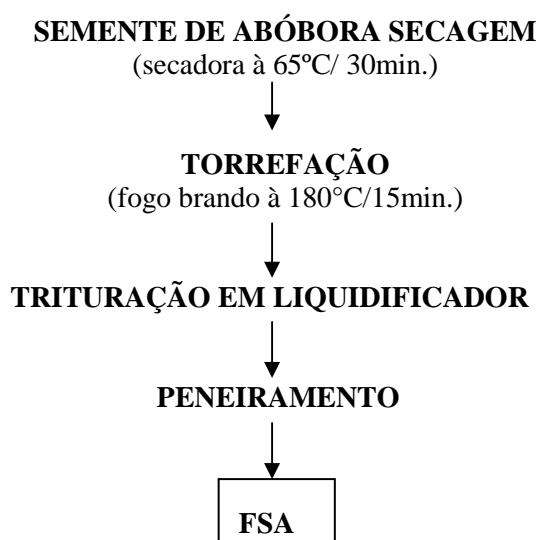 SEMENTE DE ABÓBORA SECAGEM
(secadora à 65ºC/ 30min.)
TORREFAÇÃO
(fogo brando à 180°C/15min.)
TRITURAÇÃO EM LIQUIDIFICADOR
PENEIRAMENTO
FSA